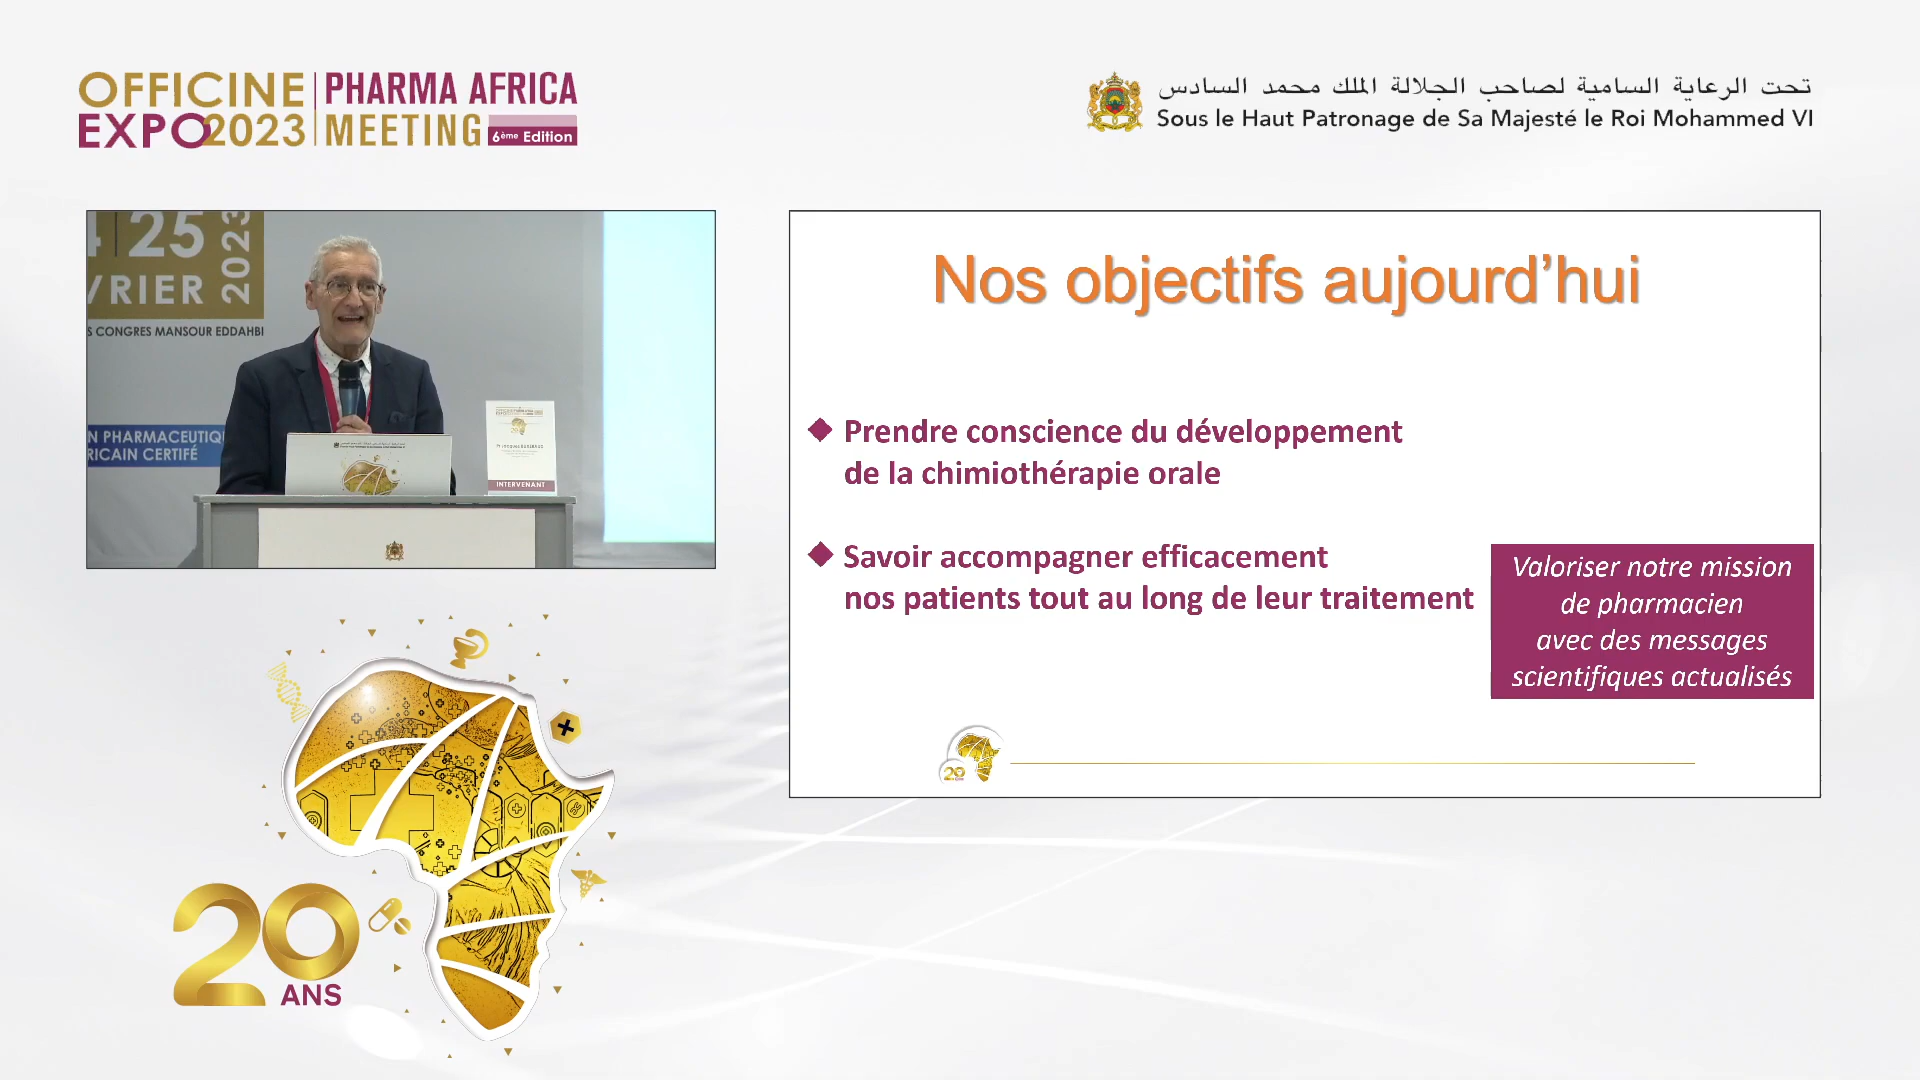 OFFICINE
EXPO2023
PHARMA AFRICA
MEETING
6ème Edition
تحت الرعاية السامية لصاحب الجلالة الملك محمد السادس
Sous le Haut Patronage de Sa Majesté le Roi Mohammed VI
25
VRIER
2023
S CONGRES MANSOUR EDDAHBI
N PHARMACEUTIQ
RICAIN CERTIFÉ
INTERVENANT
Nos objectifs aujourd’hui
Prendre conscience du développement
de la chimiothérapie orale
Savoir accompagner efficacement
nos patients tout au long de leur traitement
Valoriser notre mission
de pharmacien
avec des messages
scientifiques actualisés
20
20
ANS